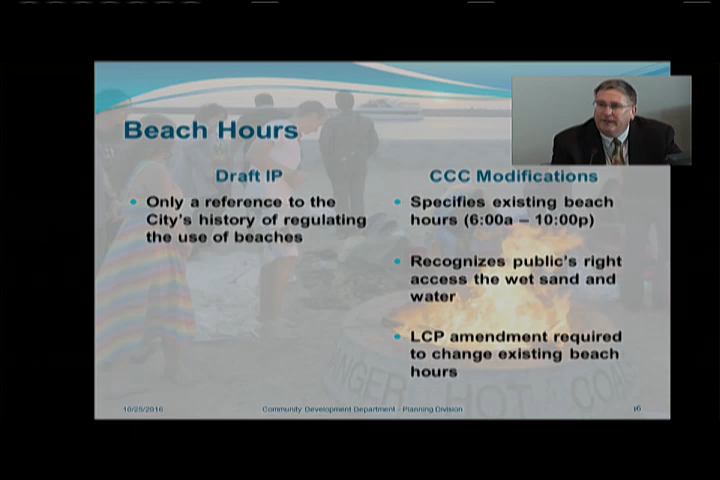 Beach Hours
Draft IP
Only a reference to the
City's history of regulating
the use of beaches
CCC Modifications
Specifies existing beach
hours (6:00a – 10:00p)
Recognizes public's right
access the wet sand and
water
LCP amendment required
to change existing beach
hours
10/25/2016
Community Development Department - Planning Division
16